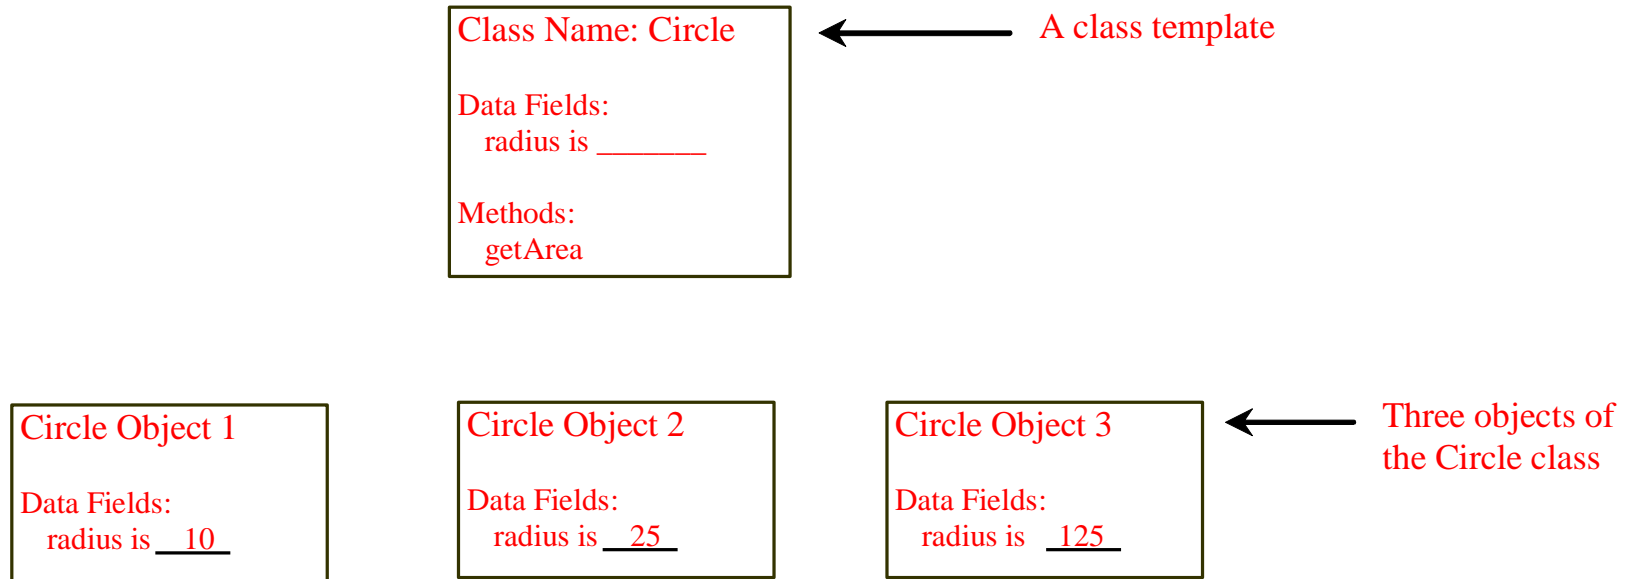 Class Name: Circle
A class template
Data Fields:
radius is _______
Methods:
getArea
Circle Object 1
Data Fields:
radius is 10
Circle Object 2
Data Fields:
radius is 25
Circle Object 3
Data Fields:
radius is 125
Three objects of
the Circle class